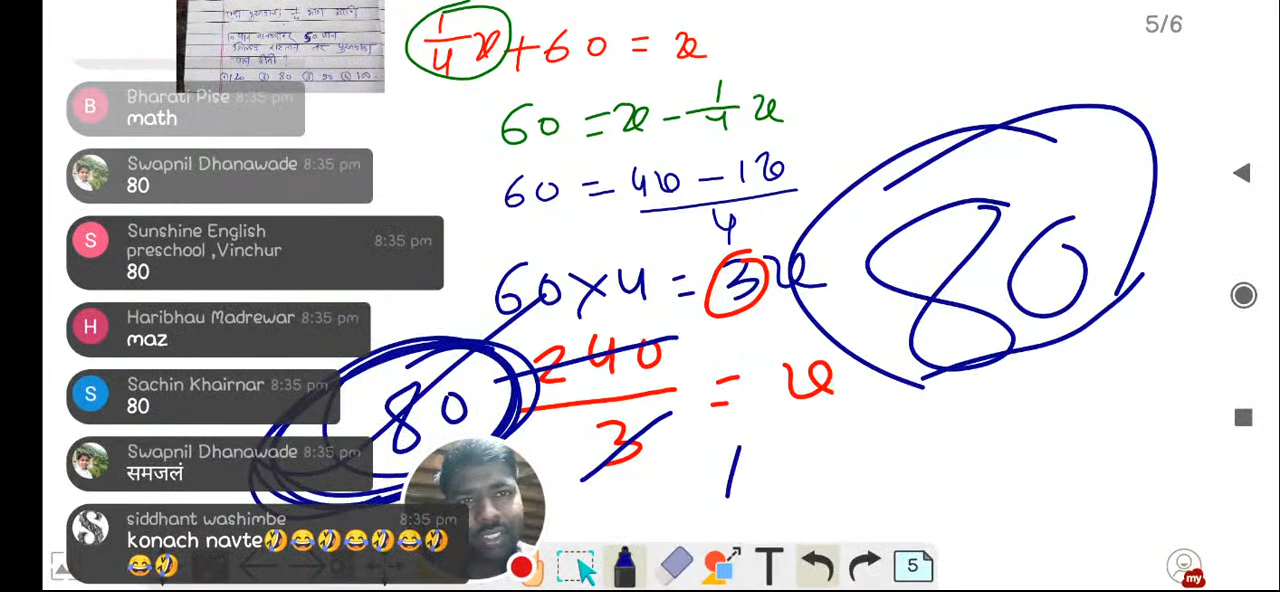 5/6
1/4 x + 60 = x
60 = x - 1/4 x
60 = 4x - 1x / 4
60 × 4 = 3x
240 / 3 = x
80
80
B
Bharati Pise 8:35 pm
math
Swapnil Dhanawade 8:35 pm
80
S
Sunshine English
preschool ,Vinchur 8:35 pm
80
H
Haribhau Madrewar 8:35 pm
maz
S
Sachin Khairnar 8:35 pm
80
Swapnil Dhanawade 8:35 pm
समजलं
siddhant washimbe 8:35 pm
konach navte🤣😂🤣😂🤣😂🤣
😂🤣
T
5
my